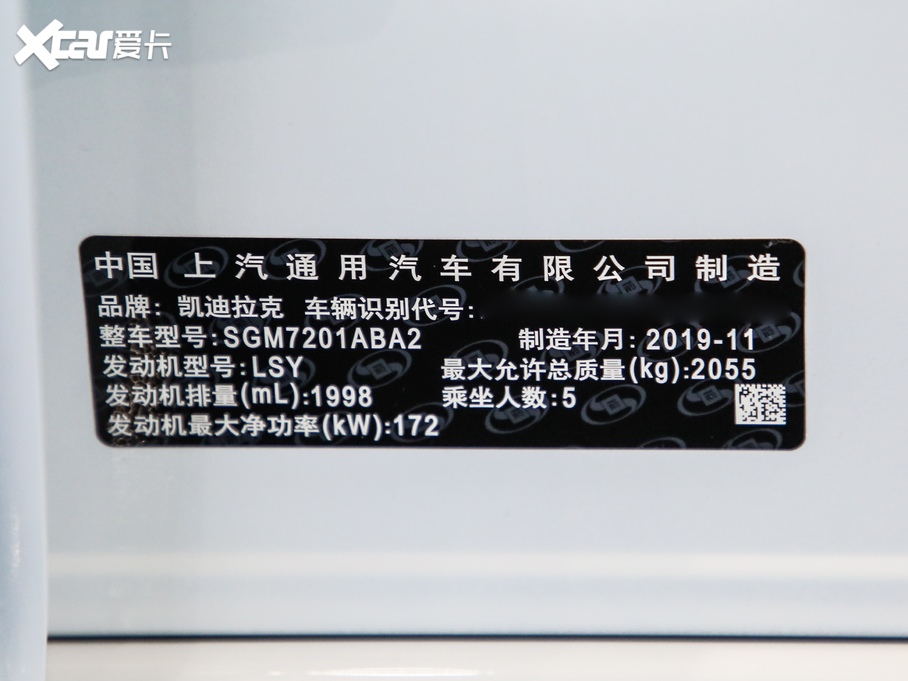 Xcar爱卡
中国 上汽通用汽车有限公司制造
品牌: 凯迪拉克 车辆识别代号:
整车型号:SGM7201ABA2 制造年月: 2019-11
发动机型号:LSY 最大允许总质量(kg):2055
发动机排量(mL):1998 乘坐人数:5
发动机最大净功率(kW):172